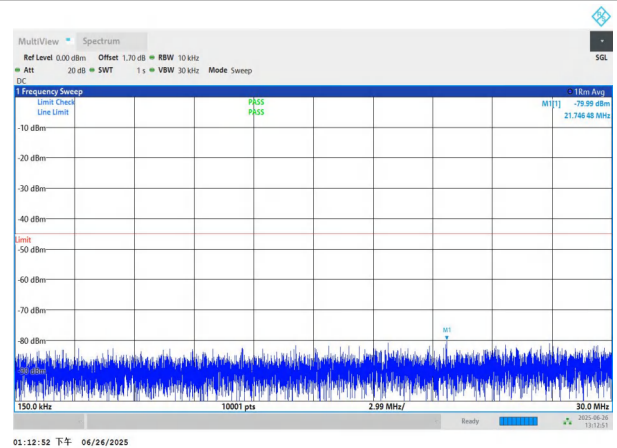 MultiView Spectrum
Ref Level 0.00 dBm Offset 1.70 dB RBW 10 kHz SGL
Att 20 dB SWT 1 s VBW 30 kHz Mode Sweep
DC
1 Frequency Sweep 1Rm Avg
Limit Check PASS M1[1] -79.99 dBm
Line Limit PASS 21.746 48 MHz
-10 dBm
-20 dBm
-30 dBm
-40 dBm
Limit
-50 dBm
-60 dBm
-70 dBm
M1
-80 dBm
-90 dBm
150.0 kHz 10001 pts 2.99 MHz/ 30.0 MHz
Ready 2025-06-26
13:12:51
01:12:52 下午 06/26/2025